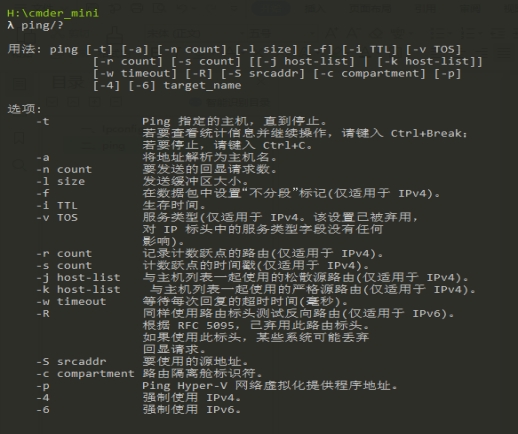 H:\cmder_mini
λ ping/?
用法: ping [-t] [-a] [-n count] [-l size] [-f] [-i TTL] [-v TOS]
[-r count] [-s count] [[-j host-list] | [-k host-list]]
[-w timeout] [-R] [-S srcaddr] [-c compartment] [-p]
[-4] [-6] target_name
选项:
-t Ping 指定的主机，直到停止。
若要查看统计信息并继续操作，请键入 Ctrl+Break；
若要停止，请键入 Ctrl+C。
-a 将地址解析为主机名。
-n count 要发送的回显请求数。
-l size 发送缓冲区大小。
-f 在数据包中设置“不分段”标记(仅适用于 IPv4)。
-i TTL 生存时间。
-v TOS 服务类型(仅适用于 IPv4。该设置已被弃用，
对 IP 标头中的服务类型字段没有任何
影响)。
-r count 记录计数跃点的路由(仅适用于 IPv4)。
-s count 计数跃点的时间戳(仅适用于 IPv4)。
-j host-list 与主机列表一起使用的松散源路由(仅适用于 IPv4)。
-k host-list 与主机列表一起使用的严格源路由(仅适用于 IPv4)。
-w timeout 等待每次回复的超时时间(毫秒)。
-R 同样使用路由标头测试反向路由(仅适用于 IPv6)。
根据 RFC 5095，已弃用此路由标头。
如果使用此标头，某些系统可能丢弃
回显请求。
-S srcaddr 要使用的源地址。
-c compartment 路由隔离舱标识符。
-p Ping Hyper-V 网络虚拟化提供程序地址。
-4 强制使用 IPv4。
-6 强制使用 IPv6。